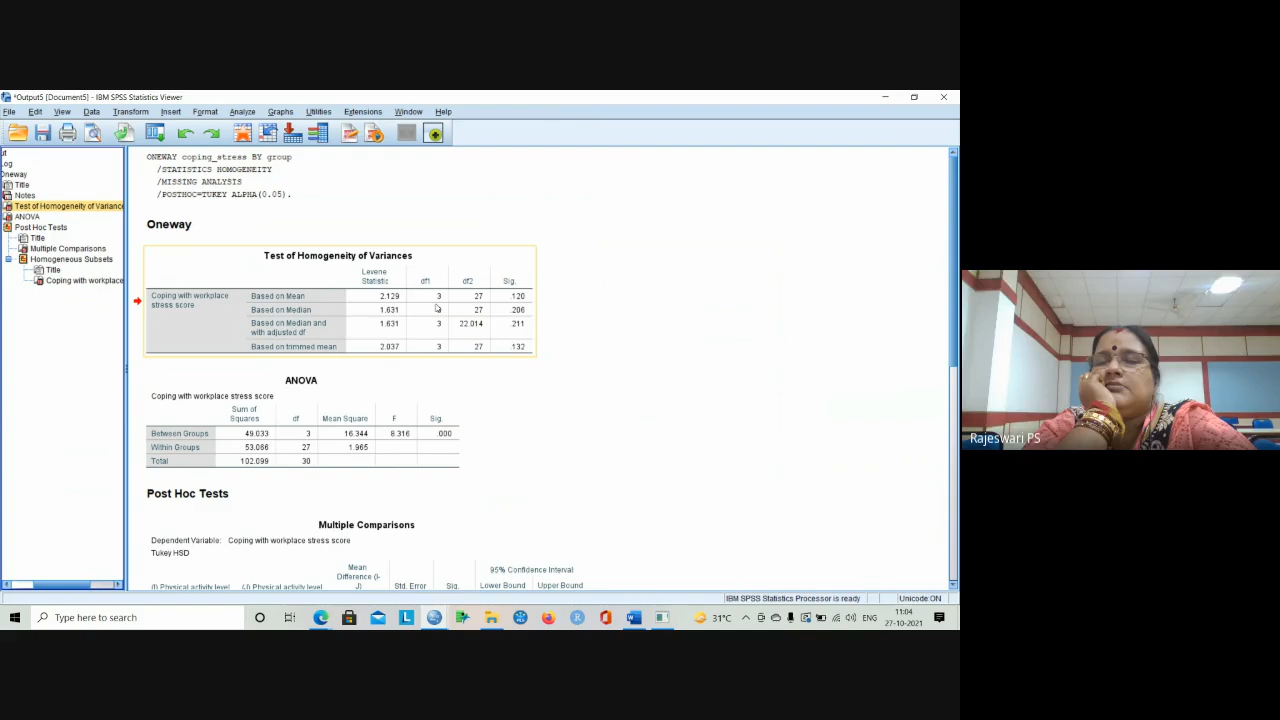 *Output5 [Document5] - IBM SPSS Statistics Viewer
File Edit View Data Transform Insert Format Analyze Graphs Utilities Extensions Window Help
ut
Log
Oneway
Title
Notes
Test of Homogeneity of Variance
ANOVA
Post Hoc Tests
Title
Multiple Comparisons
Homogeneous Subsets
Title
Coping with workplace
ONEWAY coping_stress BY group
/STATISTICS HOMOGENEITY
/MISSING ANALYSIS
/POSTHOC=TUKEY ALPHA(0.05).
Oneway
Test of Homogeneity of Variances
Levene Statistic df1 df2 Sig.
Coping with workplace stress score Based on Mean 2.129 3 27 .120
Based on Median 1.631 27 .206
Based on Median and with adjusted df 1.631 3 22.014 .211
Based on trimmed mean 2.037 3 27 .132
ANOVA
Coping with workplace stress score
Sum of Squares df Mean Square F Sig.
Between Groups 49.033 3 16.344 8.316 .000
Within Groups 53.066 27 1.965
Total 102.099 30
Post Hoc Tests
Multiple Comparisons
Dependent Variable: Coping with workplace stress score
Tukey HSD
Mean Difference (I-J) Std. Error Sig. 95% Confidence Interval
(I) Physical activity level (J) Physical activity level Lower Bound Upper Bound
IBM SPSS Statistics Processor is ready Unicode:ON
Type here to search
31°C ENG 11:04
27-10-2021
Rajeswari PS